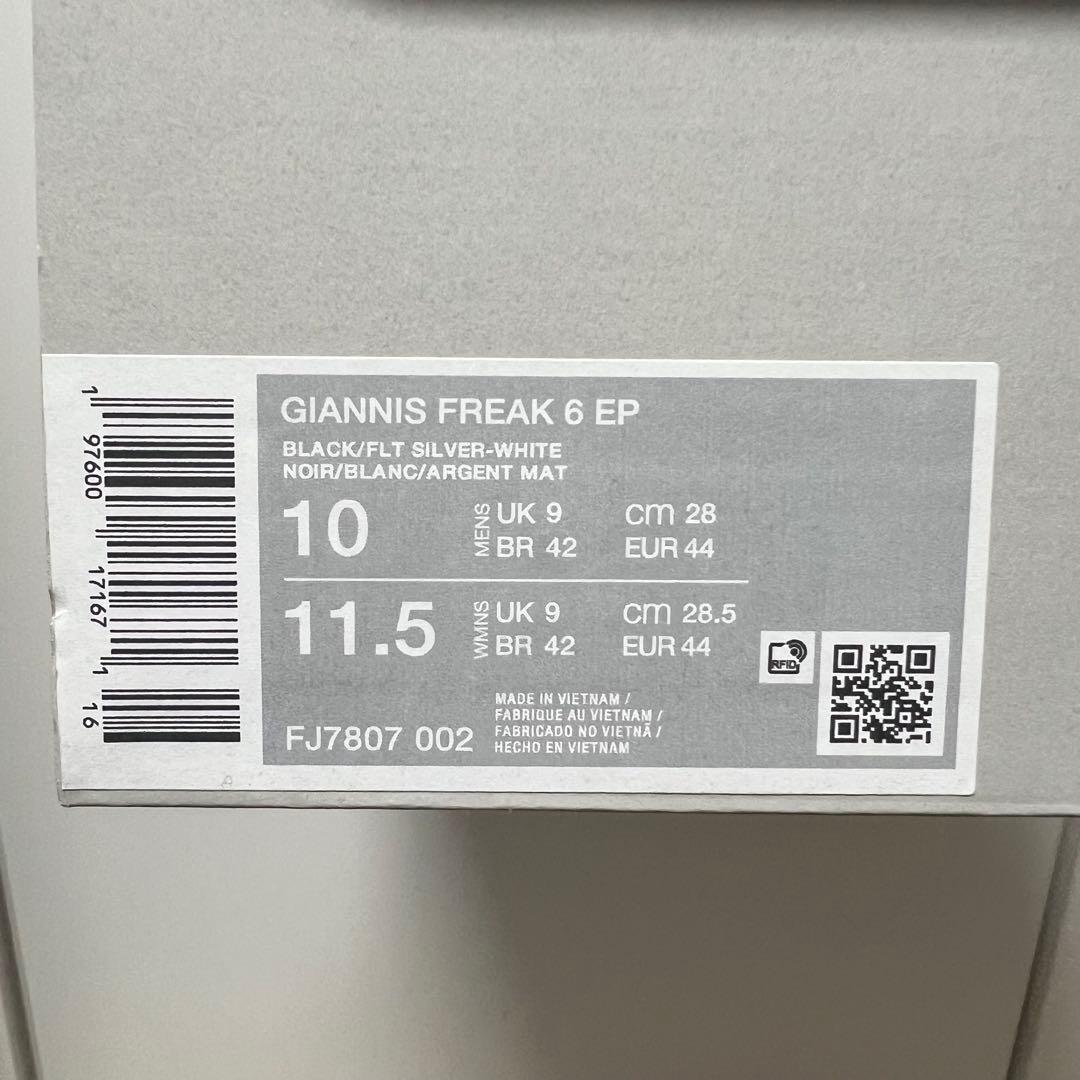 1 97600 17167 1 16
GIANNIS FREAK 6 EP
BLACK/FLT SILVER-WHITE
NOIR/BLANC/ARGENT MAT
10 MENS UK 9 cm 28
BR 42 EUR 44
11.5 WMNS UK 9 cm 28.5
BR 42 EUR 44
RFID
FJ7807 002
MADE IN VIETNAM /
FABRIQUE AU VIETNAM /
FABRICADO NO VIETNÃ /
HECHO EN VIETNAM